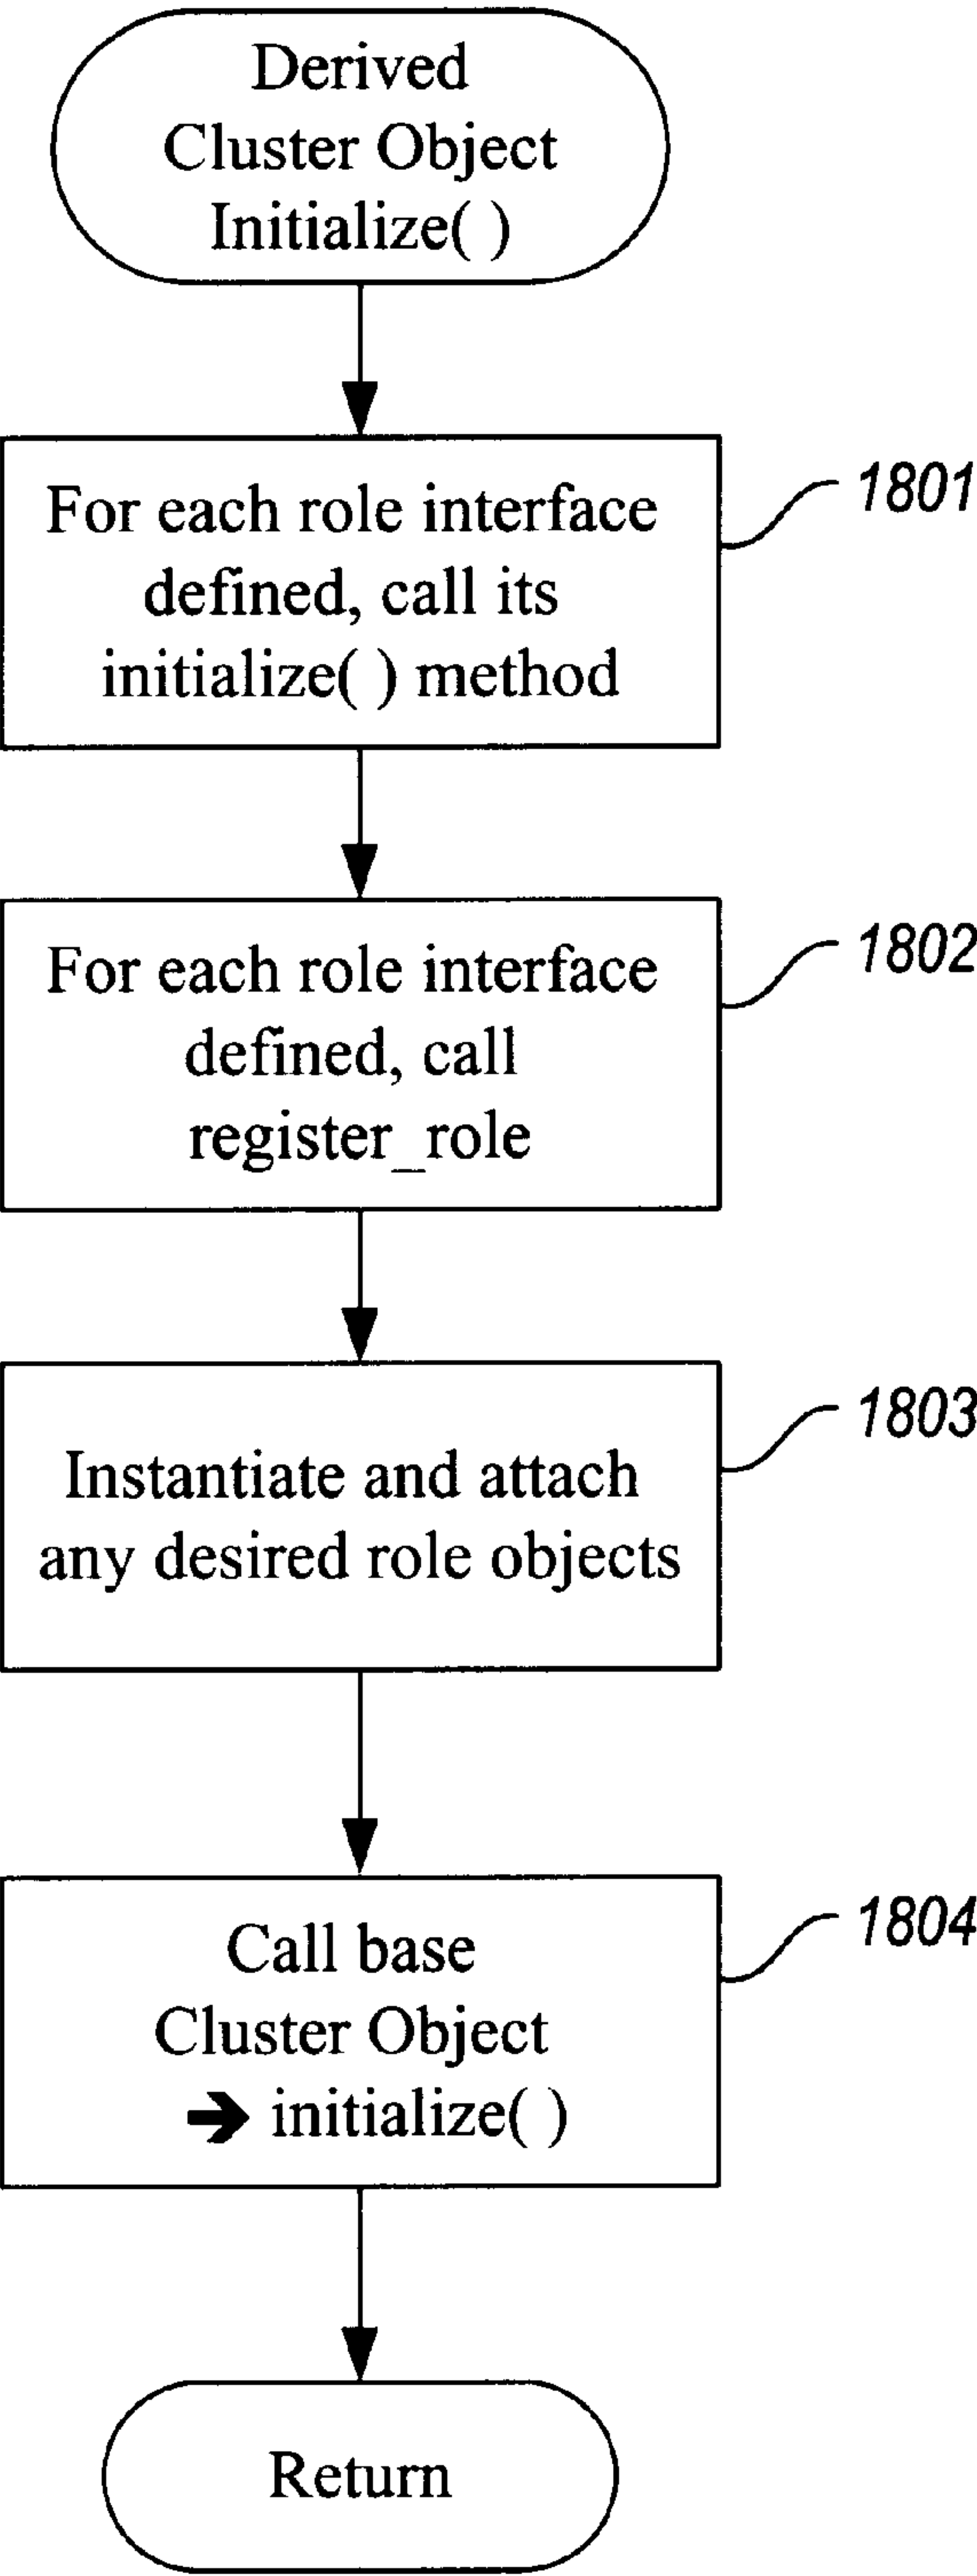 Derived
Cluster Object
Initialize( )
For each role interface
defined, call its
initialize( ) method
1801
For each role interface
defined, call
register_role
1802
Instantiate and attach
any desired role objects
1803
Call base
Cluster Object
➔ initialize( )
1804
Return